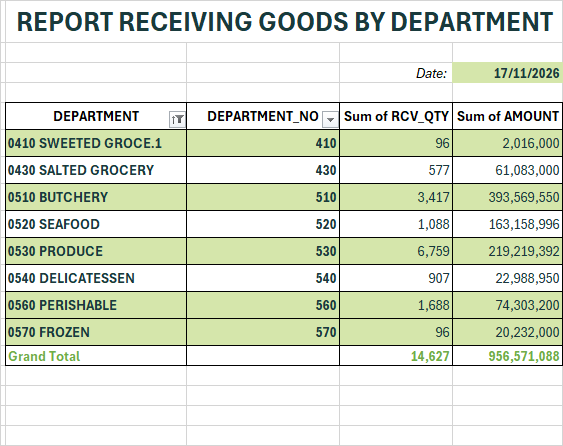 REPORT RECEIVING GOODS BY DEPARTMENT
Date: 17/11/2026
DEPARTMENT DEPARTMENT_NO Sum of RCV_QTY Sum of AMOUNT
0410 SWEETED GROCE.1 410 96 2,016,000
0430 SALTED GROCERY 430 577 61,083,000
0510 BUTCHERY 510 3,417 393,569,550
0520 SEAFOOD 520 1,088 163,158,996
0530 PRODUCE 530 6,759 219,219,392
0540 DELICATESSEN 540 907 22,988,950
0560 PERISHABLE 560 1,688 74,303,200
0570 FROZEN 570 96 20,232,000
Grand Total 14,627 956,571,088